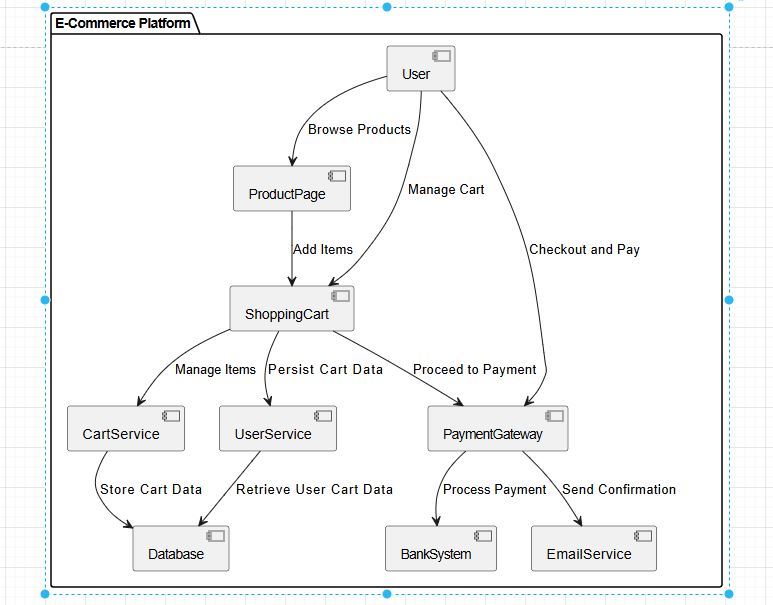 E-Commerce Platform
User
Browse Products
Manage Cart
ProductPage
Add Items
Checkout and Pay
ShoppingCart
Manage Items
Persist Cart Data
Proceed to Payment
CartService
UserService
PaymentGateway
Store Cart Data
Retrieve User Cart Data
Process Payment
Send Confirmation
Database
BankSystem
EmailService